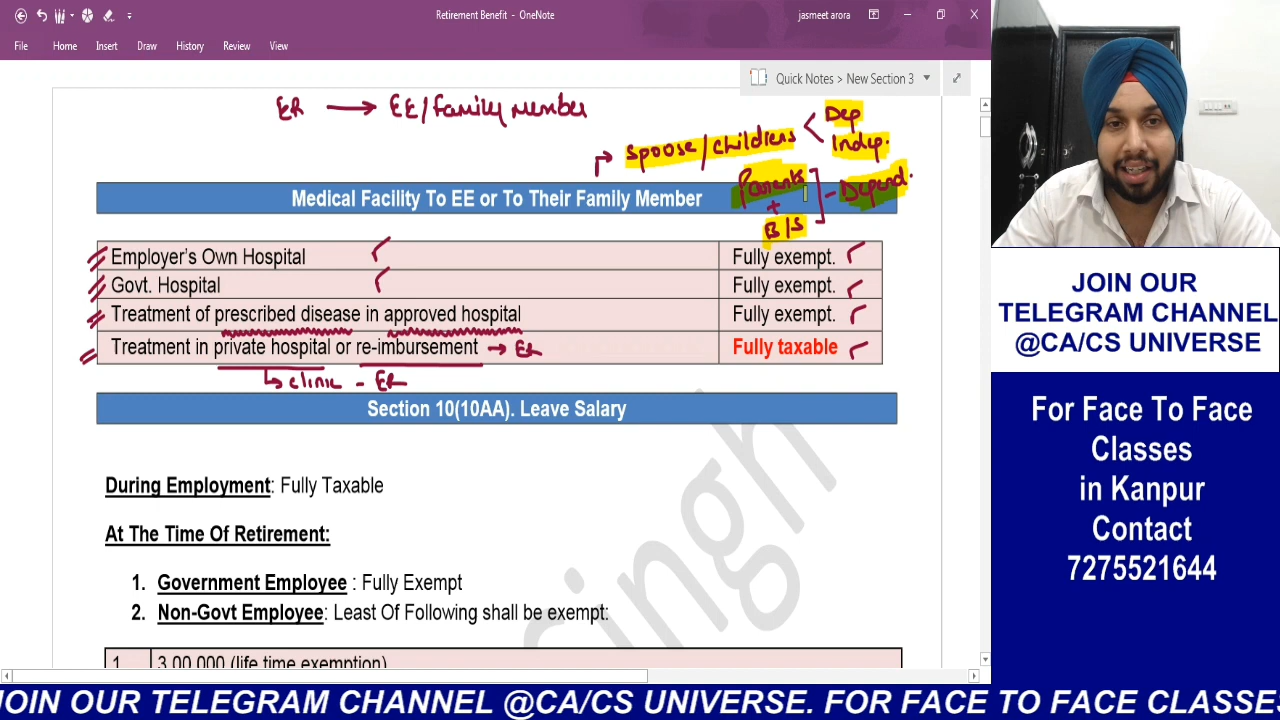 Retirement Benefit - OneNote
jasmeet arora
File Home Insert Draw History Review View
Quick Notes > New Section 3
ER → EE/family member
Spouse/childrens < Dep
Indep.
Parents
+
B/S
- Depend.
Medical Facility To EE or To Their Family Member
Employer's Own Hospital Fully exempt.
Govt. Hospital Fully exempt.
Treatment of prescribed disease in approved hospital Fully exempt.
Treatment in private hospital or re-imbursement → ER Fully taxable
clinic - ER
Section 10(10AA). Leave Salary
During Employment: Fully Taxable
At The Time Of Retirement:
1. Government Employee : Fully Exempt
2. Non-Govt Employee: Least Of Following shall be exempt:
1 3,00,000 (life time exemption)
Singh
JOIN OUR
TELEGRAM CHANNEL
@CA/CS UNIVERSE
For Face To Face
Classes
in Kanpur
Contact
7275521644
JOIN OUR TELEGRAM CHANNEL @CA/CS UNIVERSE. FOR FACE TO FACE CLASSES